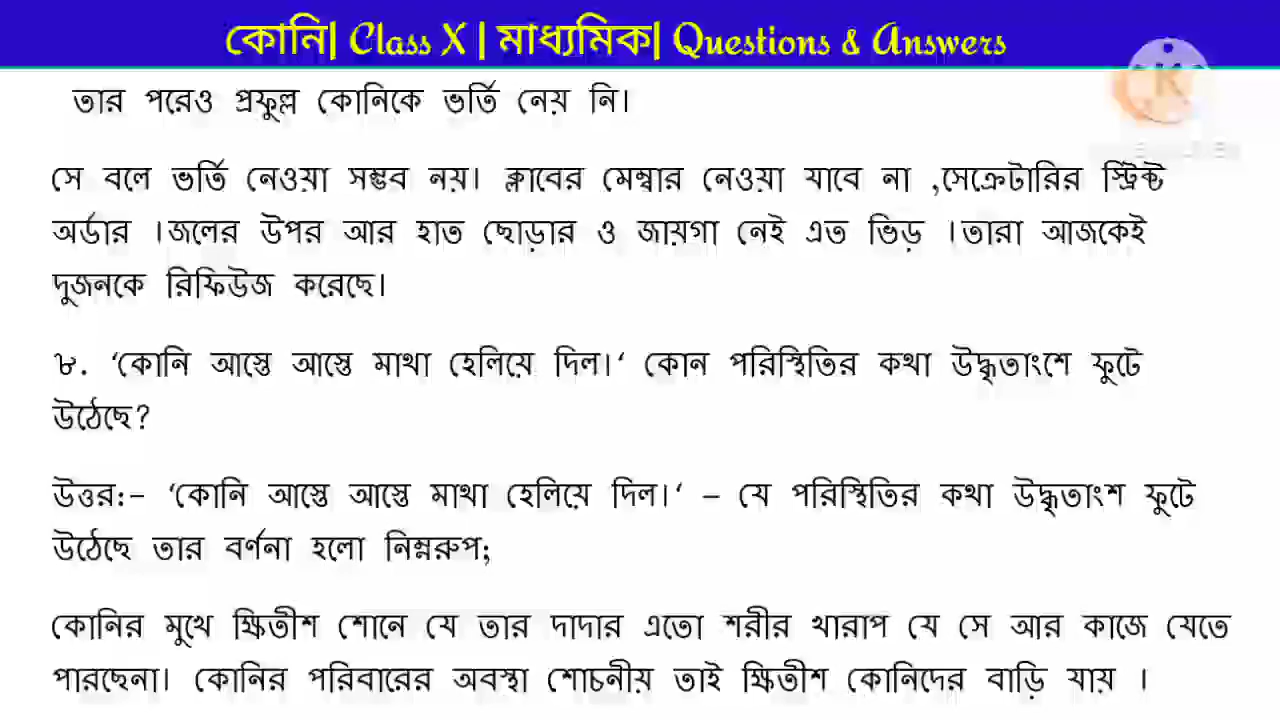 কোনি| Class X | মাধ্যমিক| Questions & Answers
তার পরেও প্রফুল্ল কোনিকে ভর্তি নেয় নি।
সে বলে ভর্তি নেওয়া সম্ভব নয়। ক্লাবের মেম্বার নেওয়া যাবে না ,সেক্রেটারির স্ট্রিক্ট
অর্ডার ।জলের উপর আর হাত ছোড়ার ও জায়গা নেই এত ভিড় ।তারা আজকেই
দুজনকে রিফিউজ করেছে।
৮. ‘কোনি আস্তে আস্তে মাথা হেলিয়ে দিল।‘ কোন পরিস্থিতির কথা উদ্ধৃতাংশে ফুটে
উঠেছে?
উত্তর:– ‘কোনি আস্তে আস্তে মাথা হেলিয়ে দিল।‘ – যে পরিস্থিতির কথা উদ্ধৃতাংশ ফুটে
উঠেছে তার বর্ণনা হলো নিম্নরুপ;
কোনির মুখে ক্ষিতীশ শোনে যে তার দাদার এতো শরীর খারাপ যে সে আর কাজে যেতে
পারছেনা। কোনির পরিবারের অবস্থা শোচনীয় তাই ক্ষিতীশ কোনিদের বাড়ি যায় ।